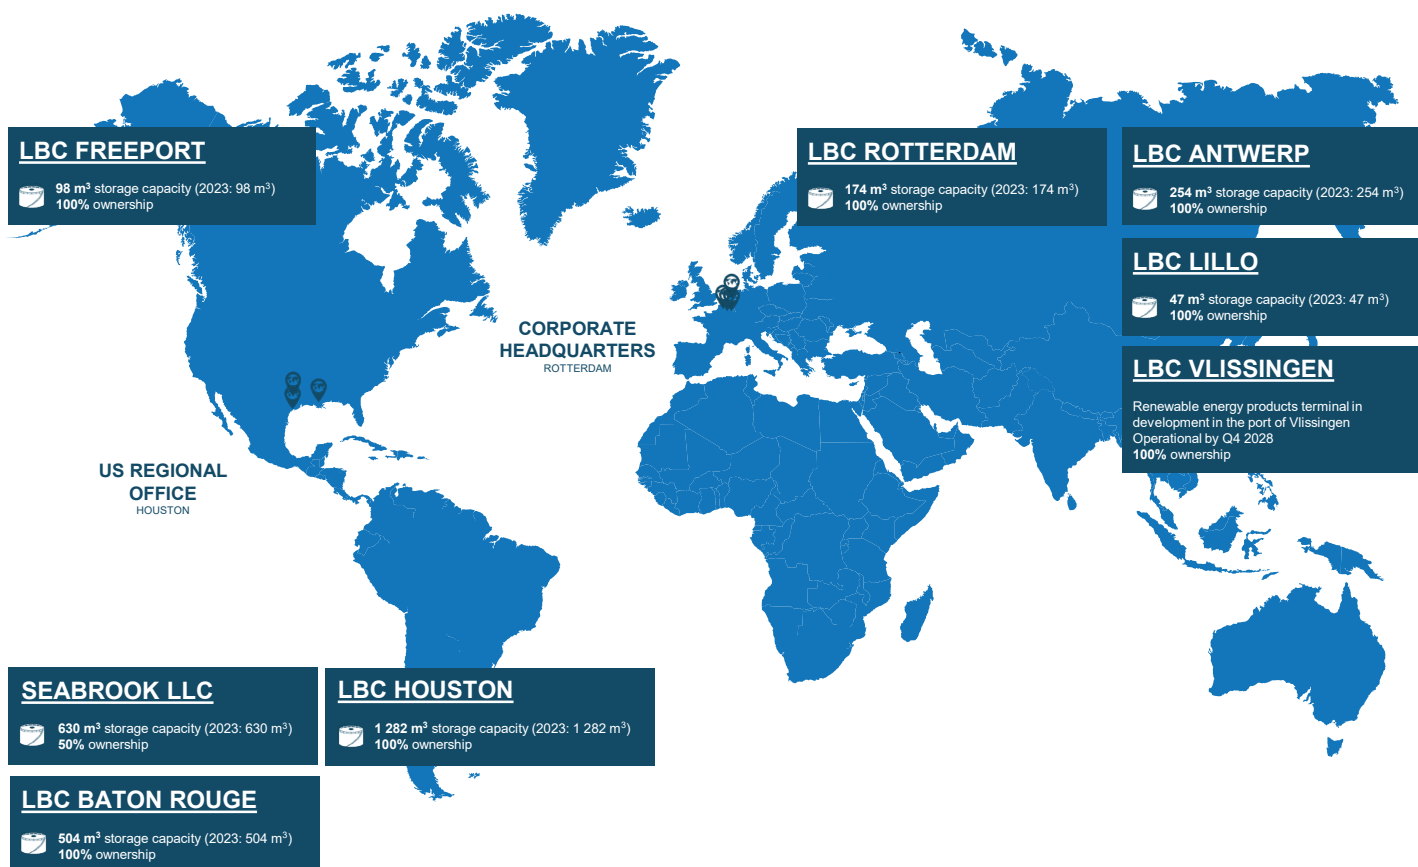 LBC FREEPORT
98 m³ storage capacity (2023: 98 m³)
100% ownership
LBC ROTTERDAM
174 m³ storage capacity (2023: 174 m³)
100% ownership
LBC ANTWERP
254 m³ storage capacity (2023: 254 m³)
100% ownership
LBC LILLO
47 m³ storage capacity (2023: 47 m³)
100% ownership
CORPORATE
HEADQUARTERS
ROTTERDAM
LBC VLISSINGEN
Renewable energy products terminal in
development in the port of Vlissingen
Operational by Q4 2028
100% ownership
US REGIONAL
OFFICE
HOUSTON
SEABROOK LLC
630 m³ storage capacity (2023: 630 m³)
50% ownership
LBC HOUSTON
1 282 m³ storage capacity (2023: 1 282 m³)
100% ownership
LBC BATON ROUGE
504 m³ storage capacity (2023: 504 m³)
100% ownership